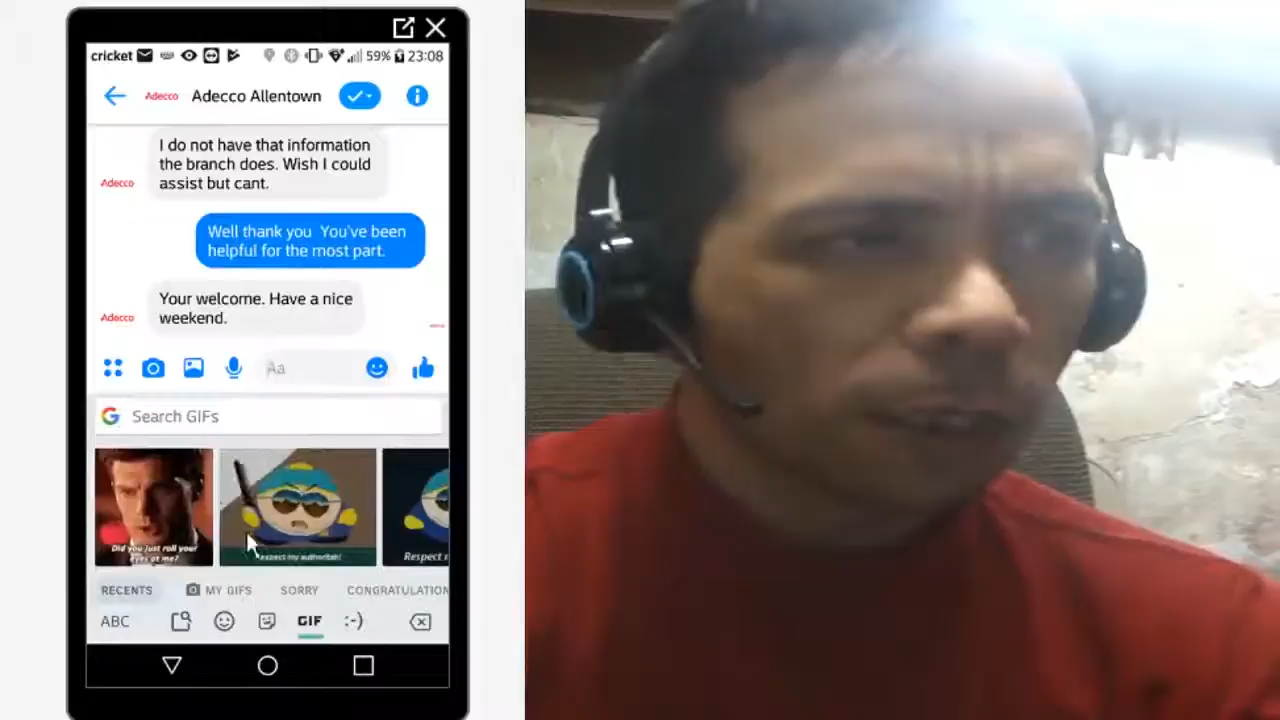 cricket 59% 23:08
Adecco Adecco Allentown
I do not have that information
the branch does. Wish I could
assist but cant.
Adecco
Well thank you You've been
helpful for the most part.
Your welcome. Have a nice
weekend.
Adecco
Aa
G Search GIFs
Did you just roll your
eyes at me?
respect my authoritah!
Respect
RECENTS MY GIFS SORRY CONGRATULATION
ABC GIF :-)